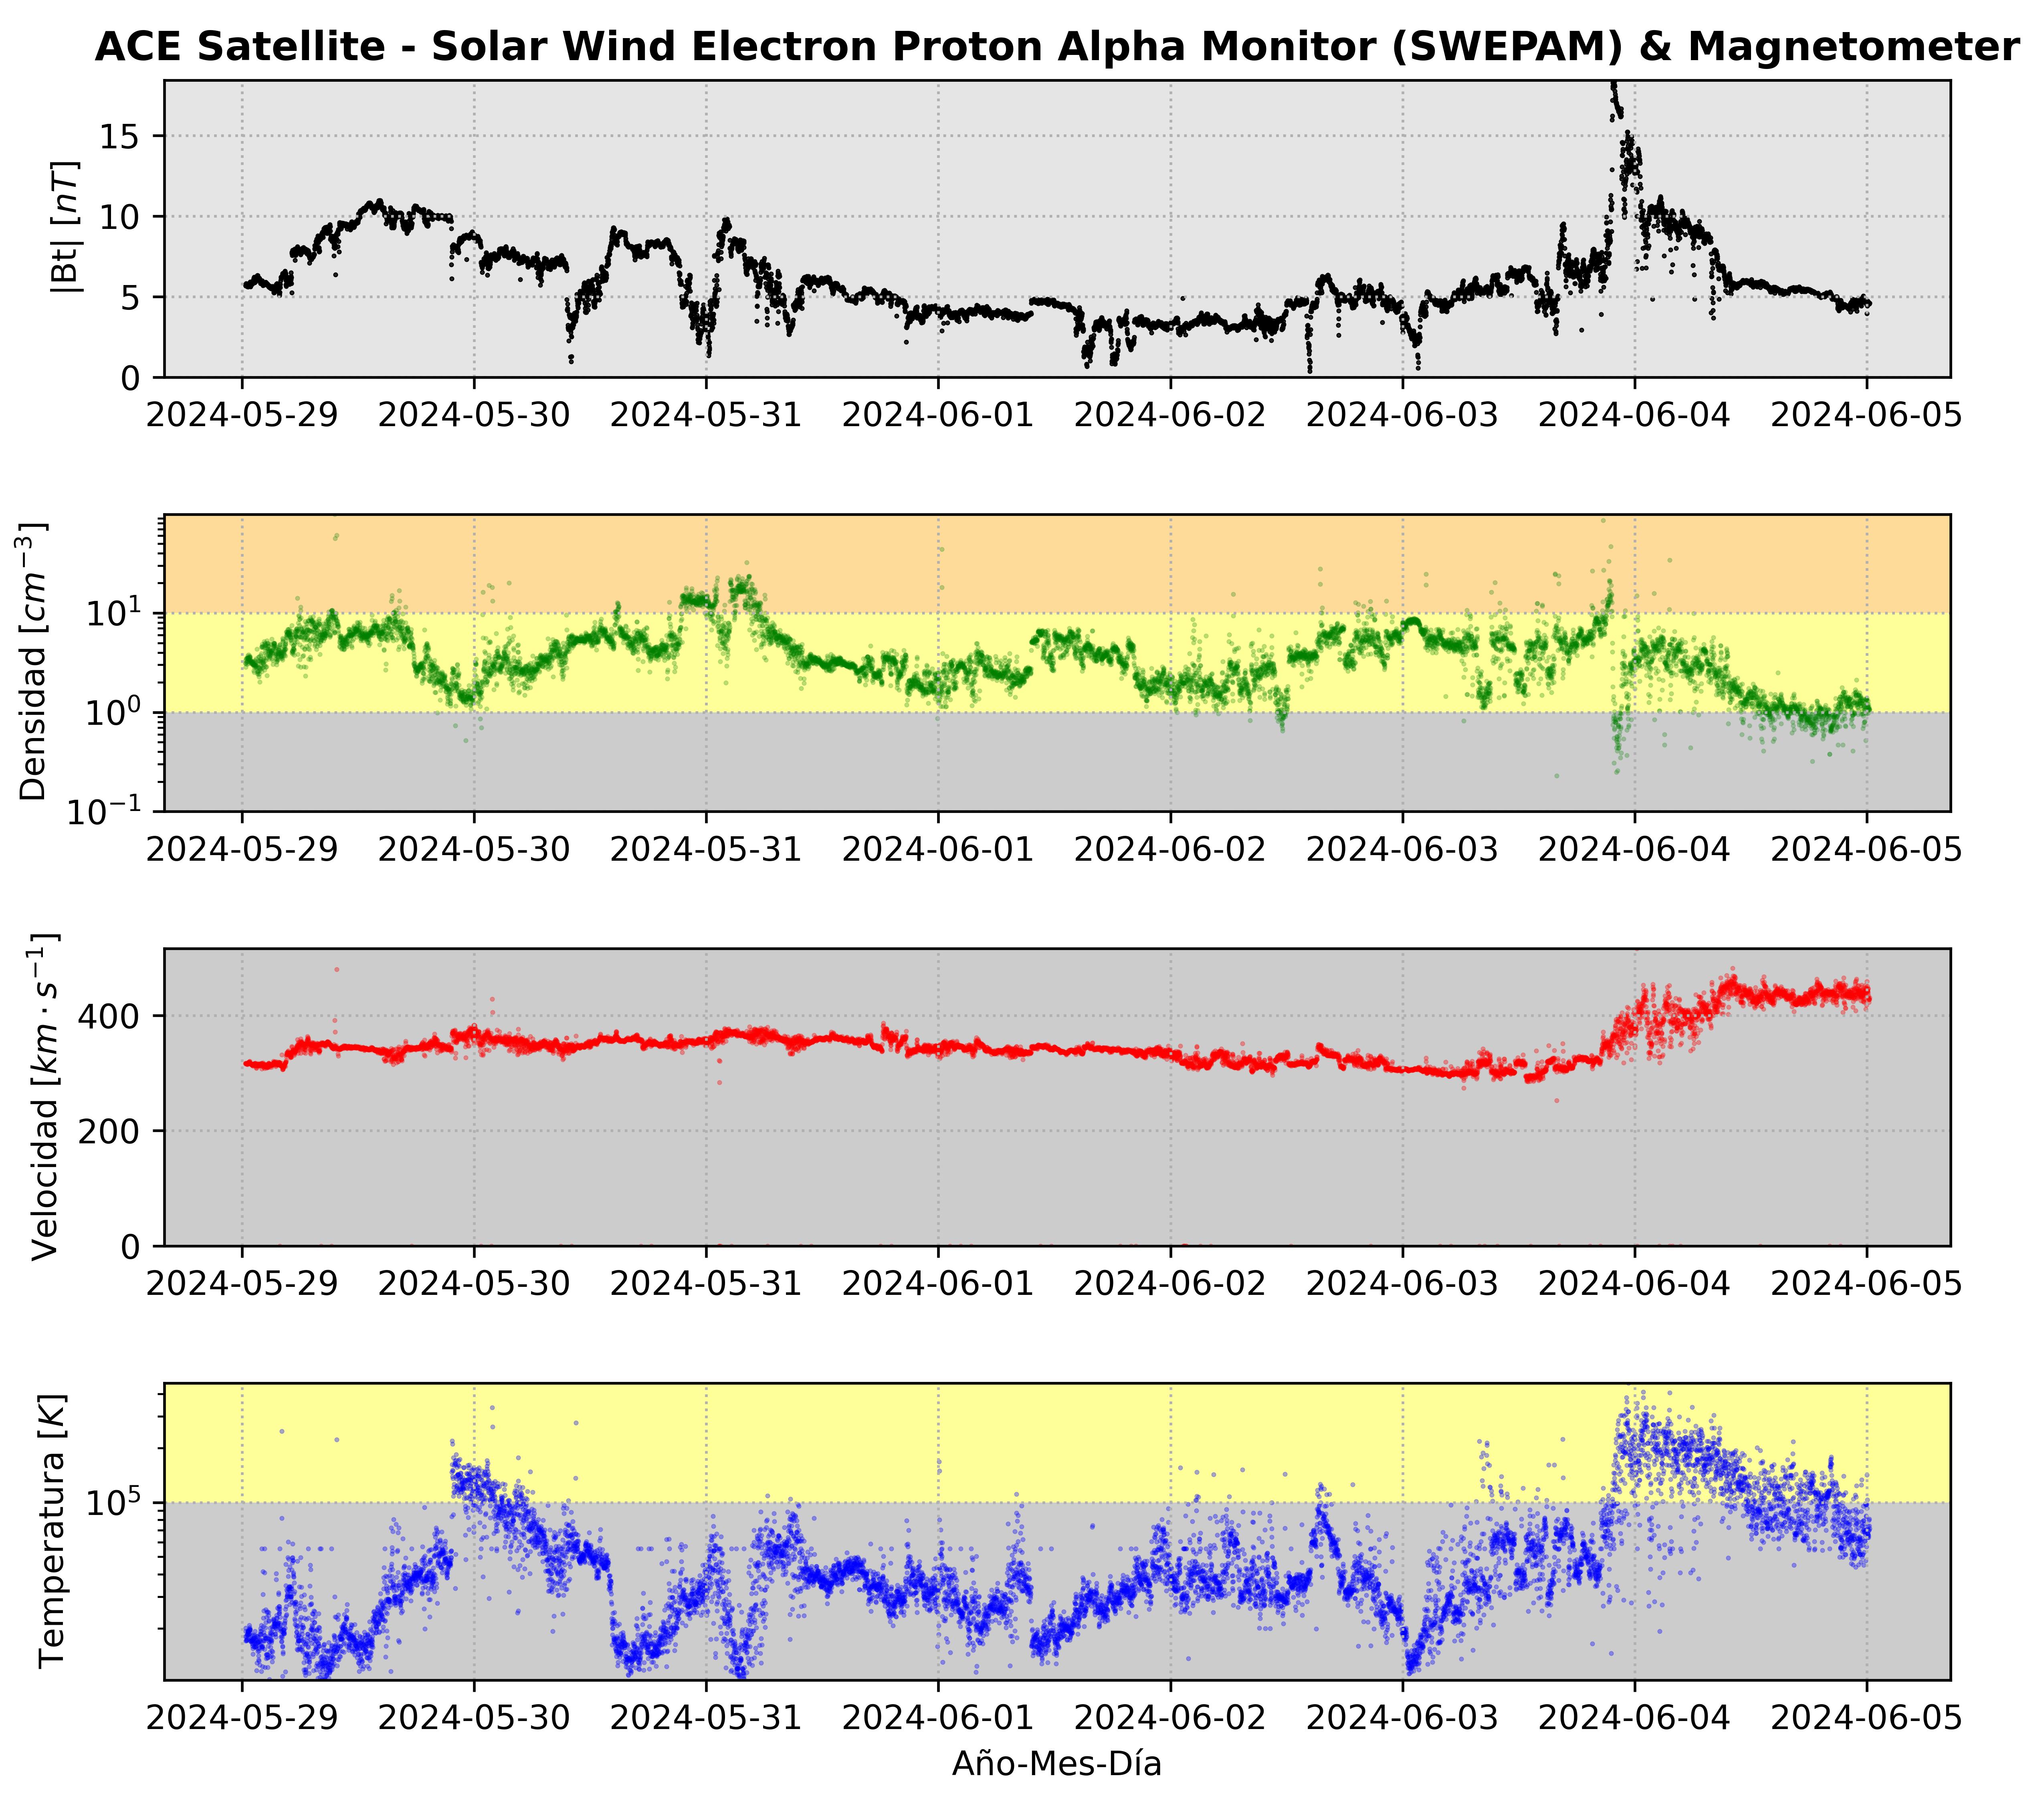 ACE Satellite - Solar Wind Electron Proton Alpha Monitor (SWEPAM) & Magnetometer
|Bt| [nT]
15
10
5
0
2024-05-29 2024-05-30 2024-05-31 2024-06-01 2024-06-02 2024-06-03 2024-06-04 2024-06-05
Densidad [cm⁻³]
10¹
10⁰
10⁻¹
2024-05-29 2024-05-30 2024-05-31 2024-06-01 2024-06-02 2024-06-03 2024-06-04 2024-06-05
Velocidad [km · s⁻¹]
400
200
0
2024-05-29 2024-05-30 2024-05-31 2024-06-01 2024-06-02 2024-06-03 2024-06-04 2024-06-05
Temperatura [K]
10⁵
2024-05-29 2024-05-30 2024-05-31 2024-06-01 2024-06-02 2024-06-03 2024-06-04 2024-06-05
Año-Mes-Día